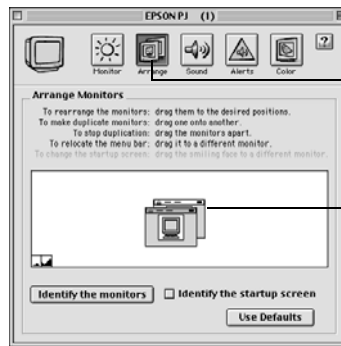 EPSON PJ (1)
Monitor Arrange Sound Alerts Color
?
Arrange Monitors
To rearrange the monitors: drag them to the desired positions.
To make duplicate monitors: drag one onto another.
To stop duplication: drag the monitors apart.
To relocate the menu bar: drag it to a different monitor.
To change the startup screen: drag the smiling face to a different monitor.
Identify the monitors Identify the startup screen
Use Defaults